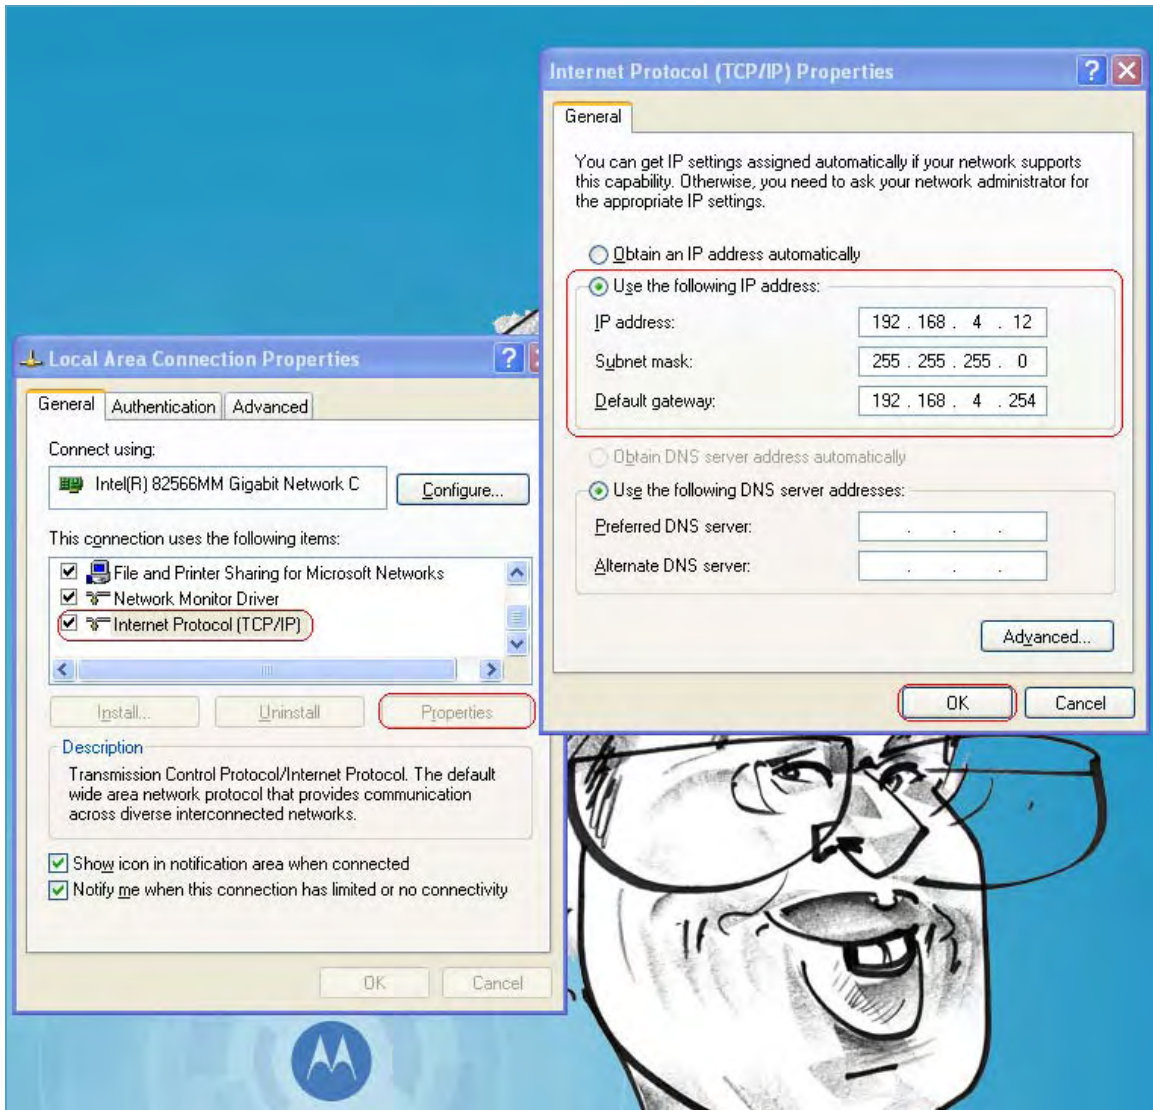 Internet Protocol (TCP/IP) Properties
General
You can get IP settings assigned automatically if your network supports
this capability. Otherwise, you need to ask your network administrator for
the appropriate IP settings.
Obtain an IP address automatically
Use the following IP address:
IP address: 192 . 168 . 4 . 12
Subnet mask: 255 . 255 . 255 . 0
Default gateway: 192 . 168 . 4 . 254
Obtain DNS server address automatically
Use the following DNS server addresses:
Preferred DNS server: . . .
Alternate DNS server: . . .
Advanced...
OK Cancel
Local Area Connection Properties
General Authentication Advanced
Connect using:
Intel(R) 82566MM Gigabit Network C Configure...
This connection uses the following items:
File and Printer Sharing for Microsoft Networks
Network Monitor Driver
Internet Protocol (TCP/IP)
Install... Uninstall Properties
Description
Transmission Control Protocol/Internet Protocol. The default
wide area network protocol that provides communication
across diverse interconnected networks.
Show icon in notification area when connected
Notify me when this connection has limited or no connectivity
OK Cancel